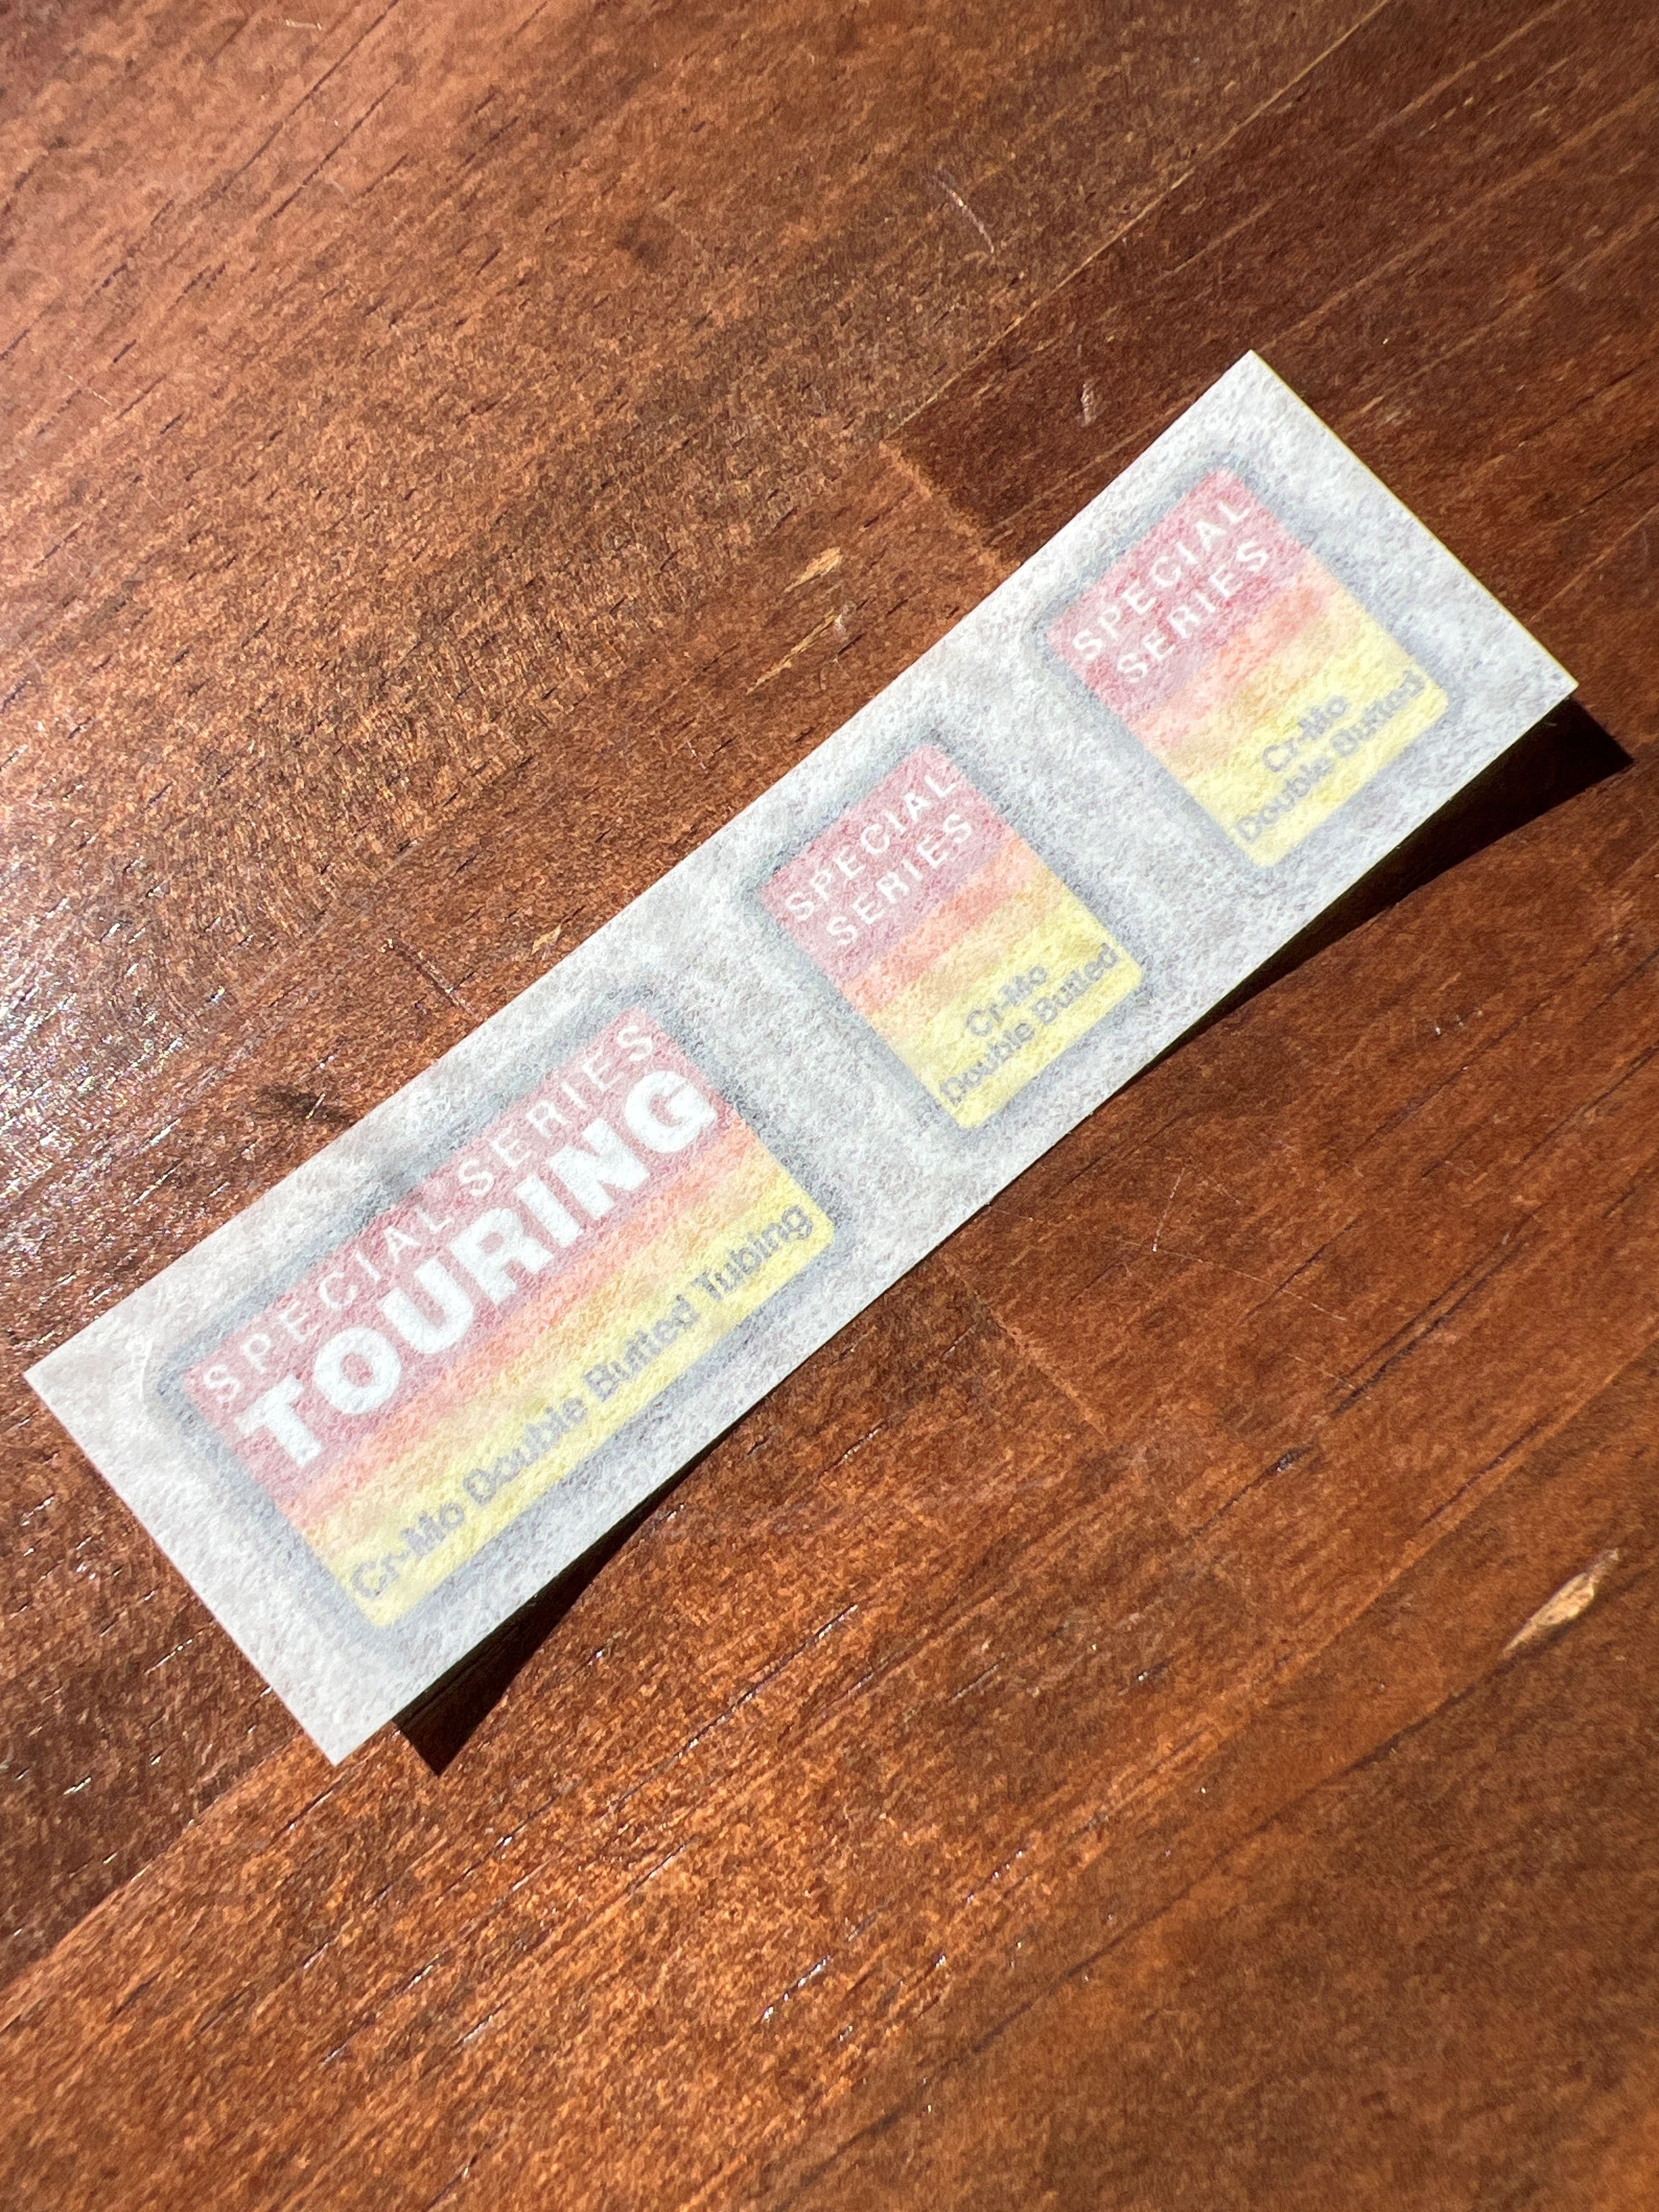 SPECIAL SERIES
TOURING
Cr-Mo Double Butted Tubing
SPECIAL
SERIES
Cr-Mo
Double Butted
SPECIAL
SERIES
Cr-Mo
Double Butted